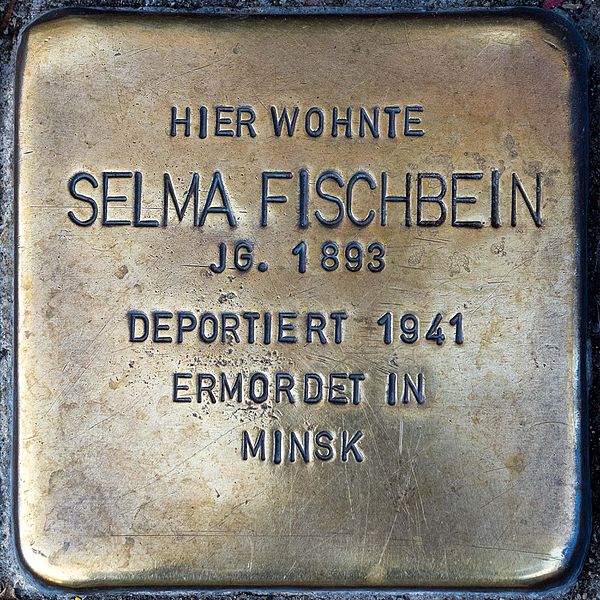 HIER WOHNTE
SELMA FISCHBEIN
JG. 1893
DEPORTIERT 1941
ERMORDET IN
MINSK